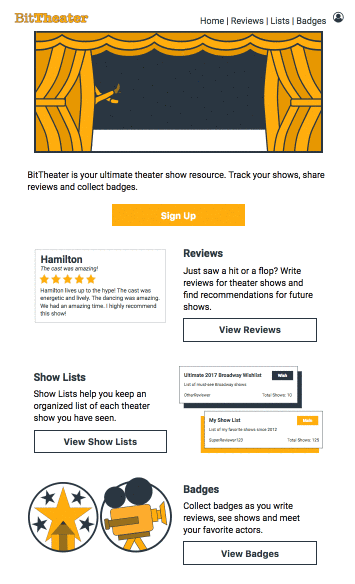 BitTheater
Home | Reviews | Lists | Badges
BitTheater is your ultimate theater show resource. Track your shows, share
reviews and collect badges.
Sign Up
Hamilton
The cast was amazing!
Hamilton lives up to the hype! The cast was
energetic and lively. The dancing was amazing.
We had an amazing time. I highly recommend
this show!
Reviews
Just saw a hit or a flop? Write
reviews for theater shows and
find recommendations for future
shows.
View Reviews
Show Lists
Show Lists help you keep an
organized list of each theater
show you have seen.
View Show Lists
Ultimate 2017 Broadway Wishlist
Wish
List of must-see Broadway shows
OtherReviewer
Total Shows: 10
My Show List
List of my favorite shows since 2012
SuperReviewer120
Total Shows: 125
Badges
Collect badges as you write
reviews, see shows and meet
your favorite actors.
View Badges